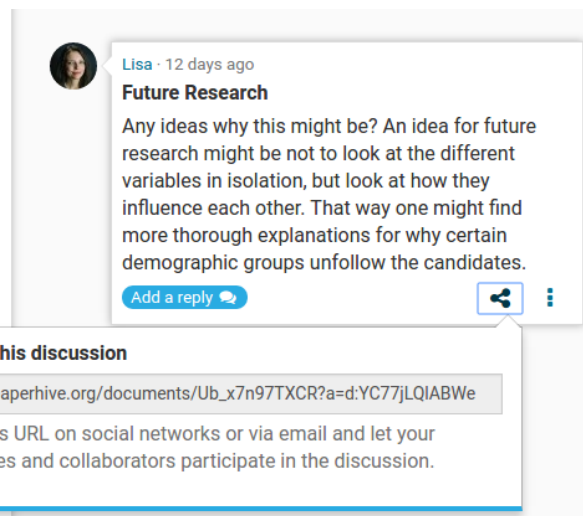 Lisa · 12 days ago
Future Research
Any ideas why this might be? An idea for future
research might be not to look at the different
variables in isolation, but look at how they
influence each other. That way one might find
more thorough explanations for why certain
demographic groups unfollow the candidates.
Add a reply
his discussion
aperhive.org/documents/Ub_x7n97TXCR?a=d:YC77jLQIABWe
s URL on social networks or via email and let your
es and collaborators participate in the discussion.